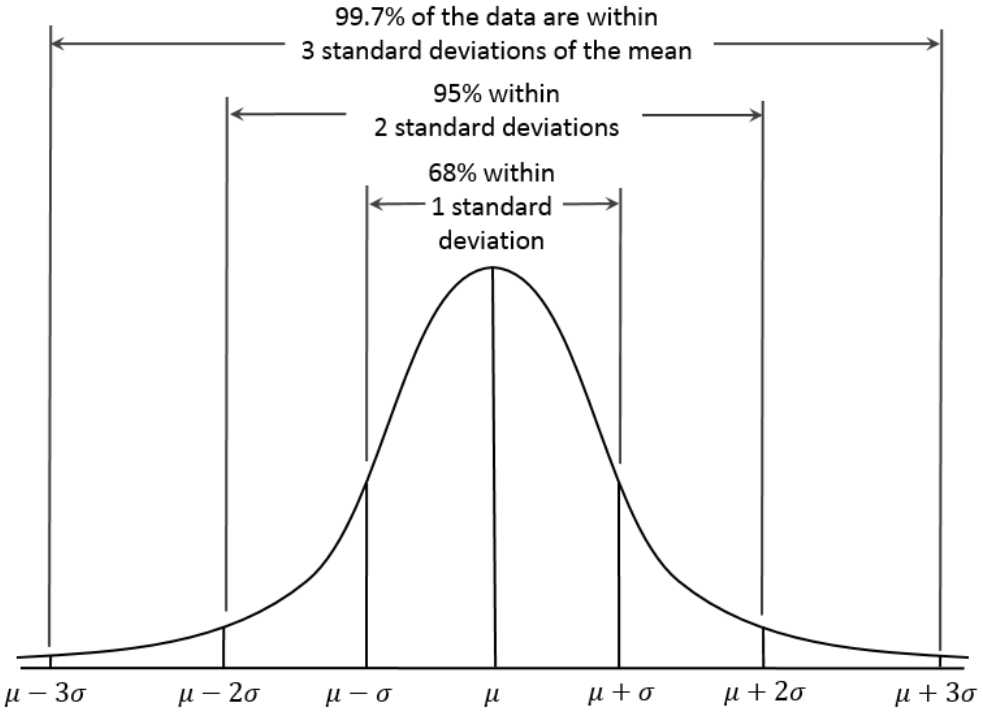 99.7% of the data are within
3 standard deviations of the mean
95% within
2 standard deviations
68% within
1 standard
deviation
μ − 3σ
μ − 2σ
μ − σ
μ
μ + σ
μ + 2σ
μ + 3σ